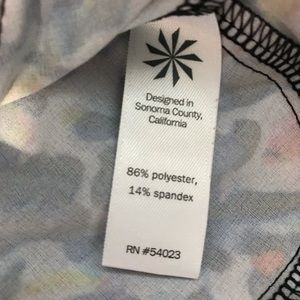 Designed in
Sonoma County,
California
86% polyester,
14% spandex
RN #54023